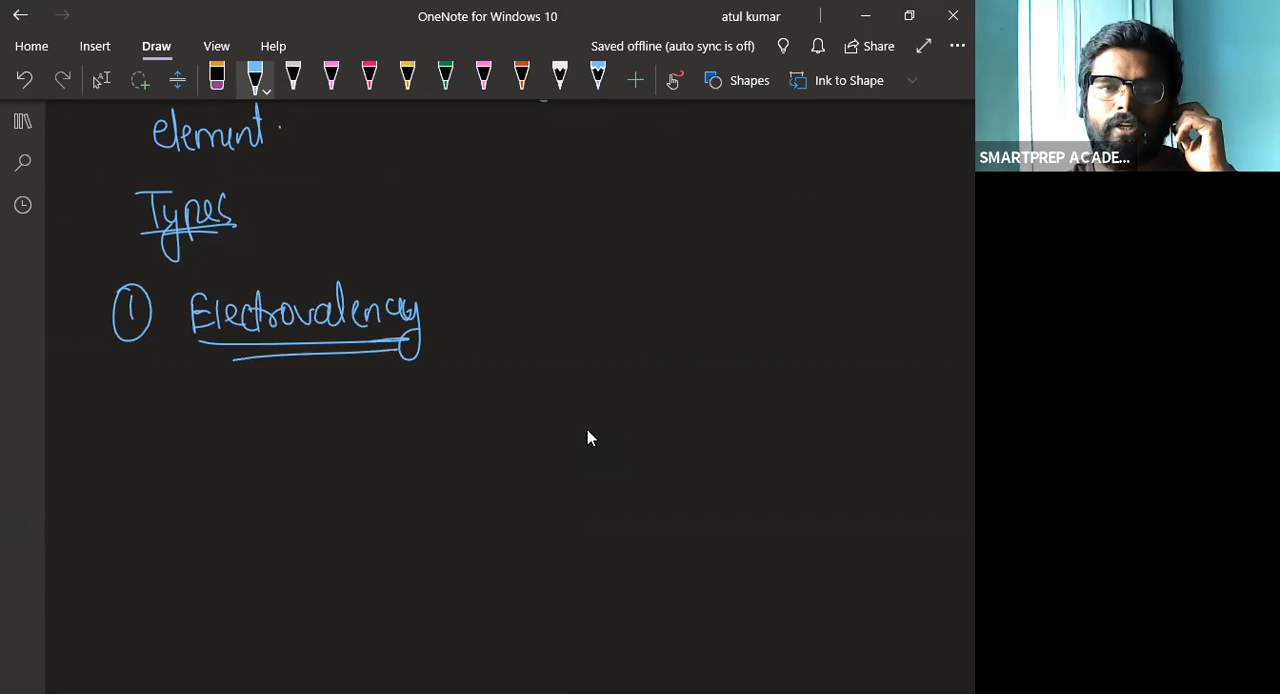 OneNote for Windows 10
atul kumar
Home Insert Draw View Help
Saved offline (auto sync is off)
Share
Shapes
Ink to Shape
SMARTPREP ACADE...
element.
Types
1 Electrovalency